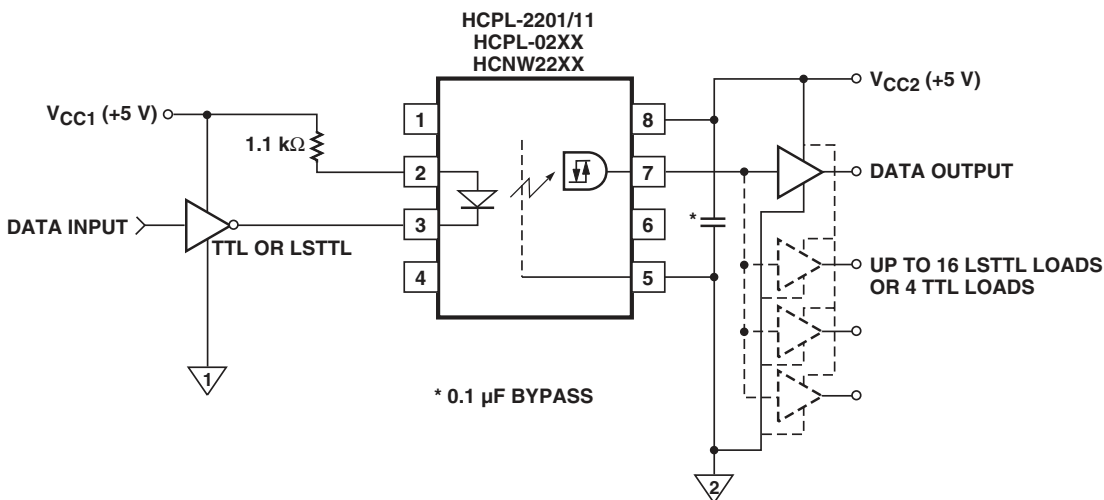 HCPL-2201/11
HCPL-02XX
HCNW22XX
VCC1 (+5 V)
1.1 kΩ
DATA INPUT
TTL OR LSTTL
1
2
3
4
8
7
6
5
*
VCC2 (+5 V)
DATA OUTPUT
UP TO 16 LSTTL LOADS
OR 4 TTL LOADS
1
* 0.1 µF BYPASS
2